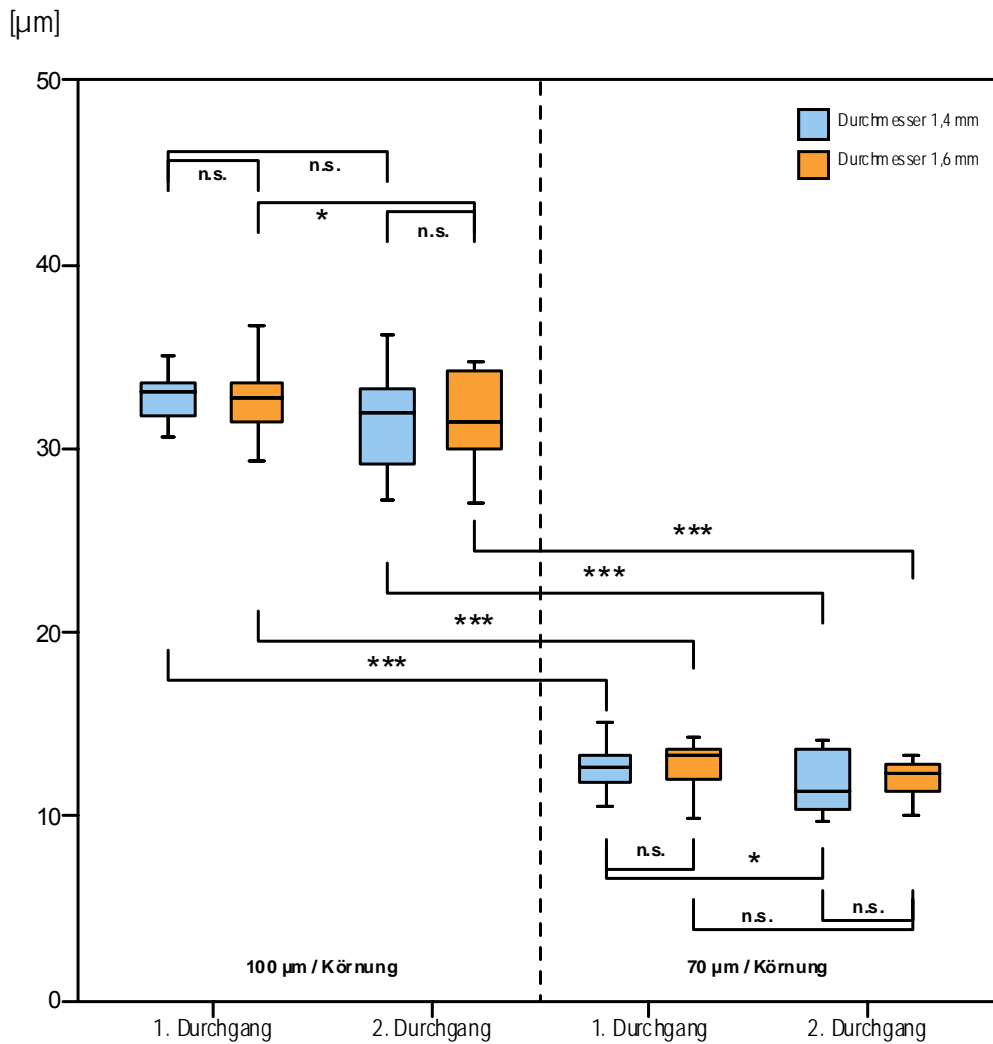 [µm]
50
Durchmesser 1,4 mm
Durchmesser 1,6 mm
n.s.
n.s.
*
n.s.
40
30
***
***
20
***
***
10
n.s.
*
n.s.
n.s.
100 µm / Körnung
70 µm / Körnung
0
1. Durchgang
2. Durchgang
1. Durchgang
2. Durchgang